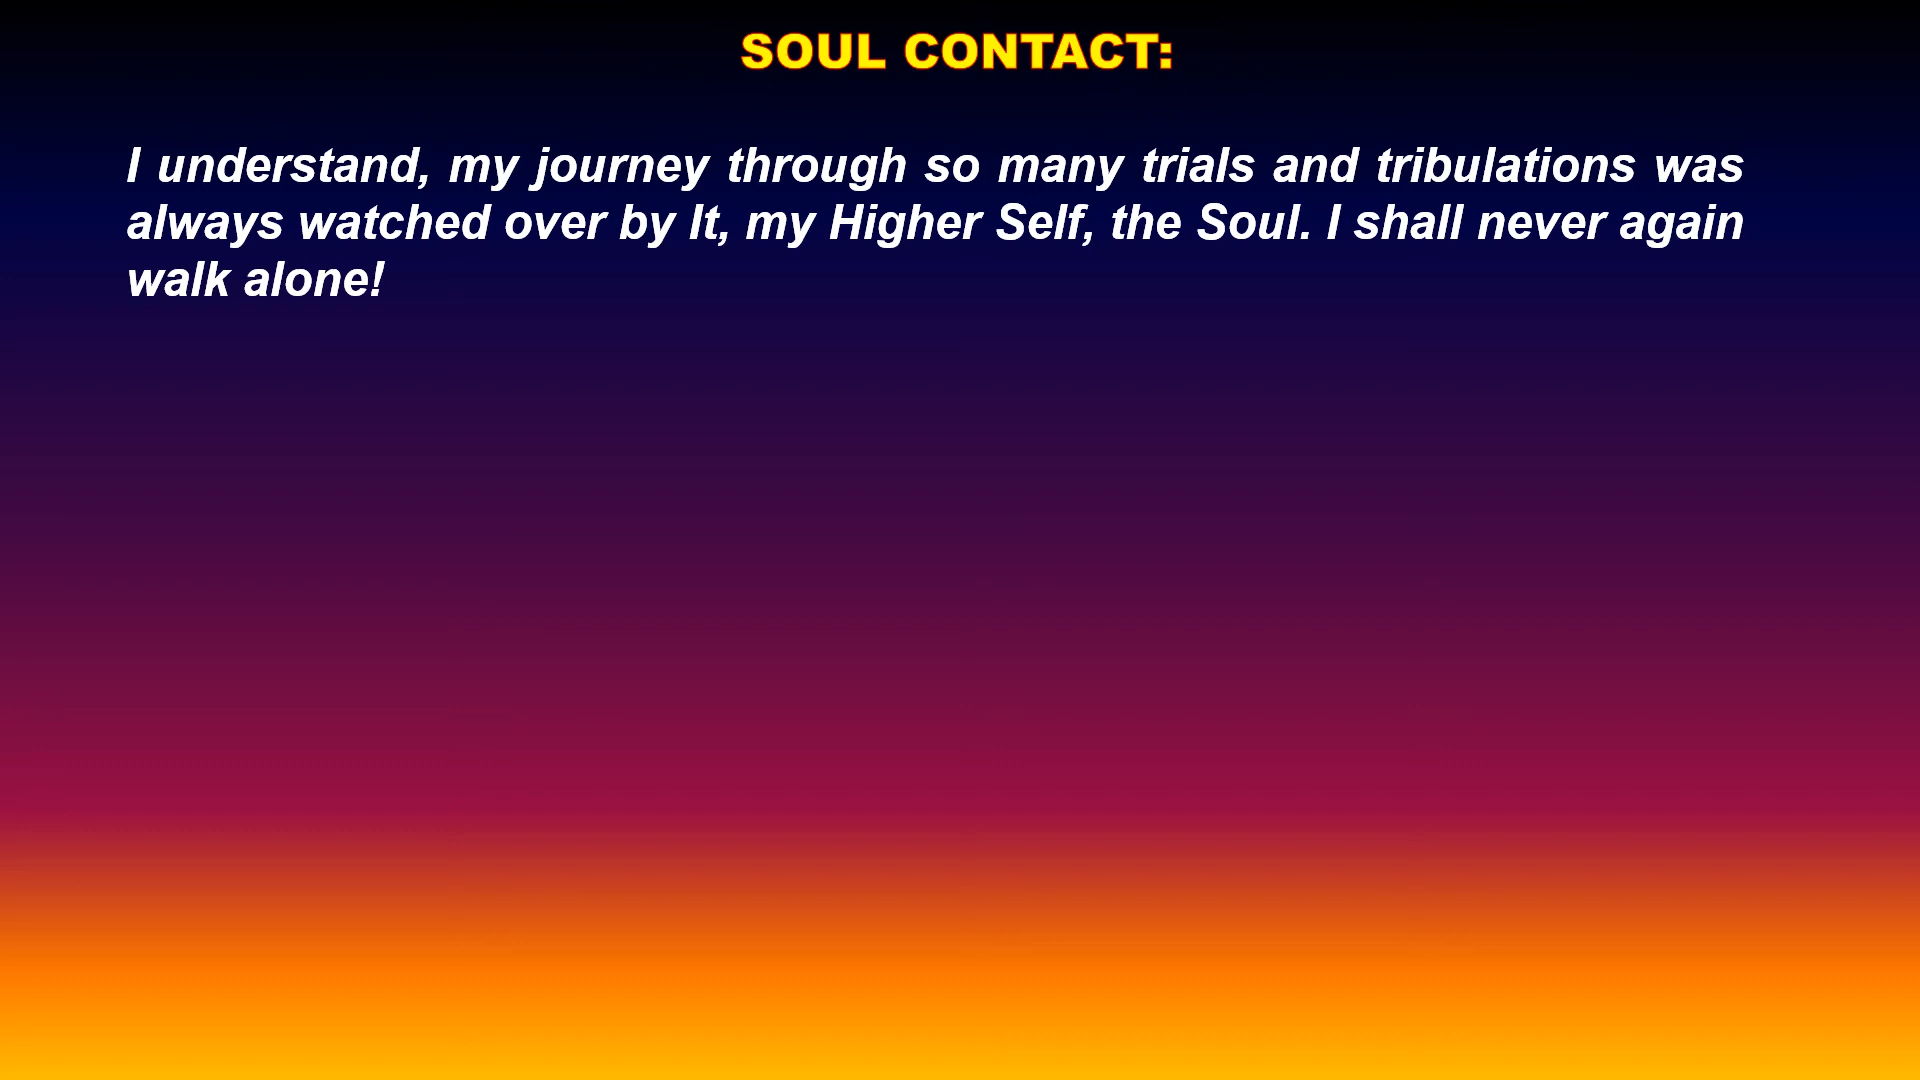 SOUL CONTACT:
I understand, my journey through so many trials and tribulations was
always watched over by It, my Higher Self, the Soul. I shall never again
walk alone!